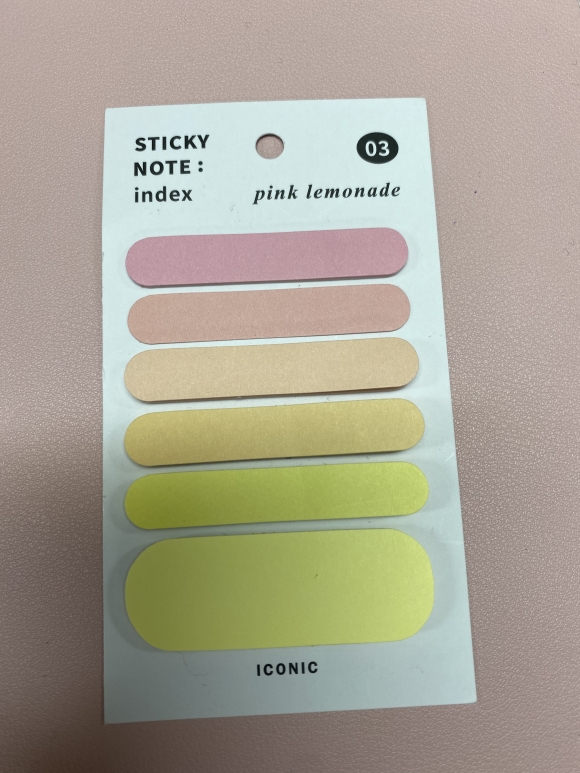 STICKY
NOTE :
index
03
pink lemonade
ICONIC